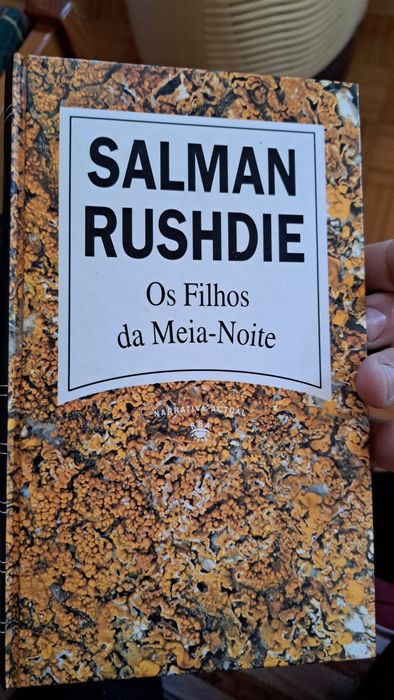 SALMAN
RUSHDIE
Os Filhos
da Meia-Noite
NARRATIVA ACTUAL
RBA